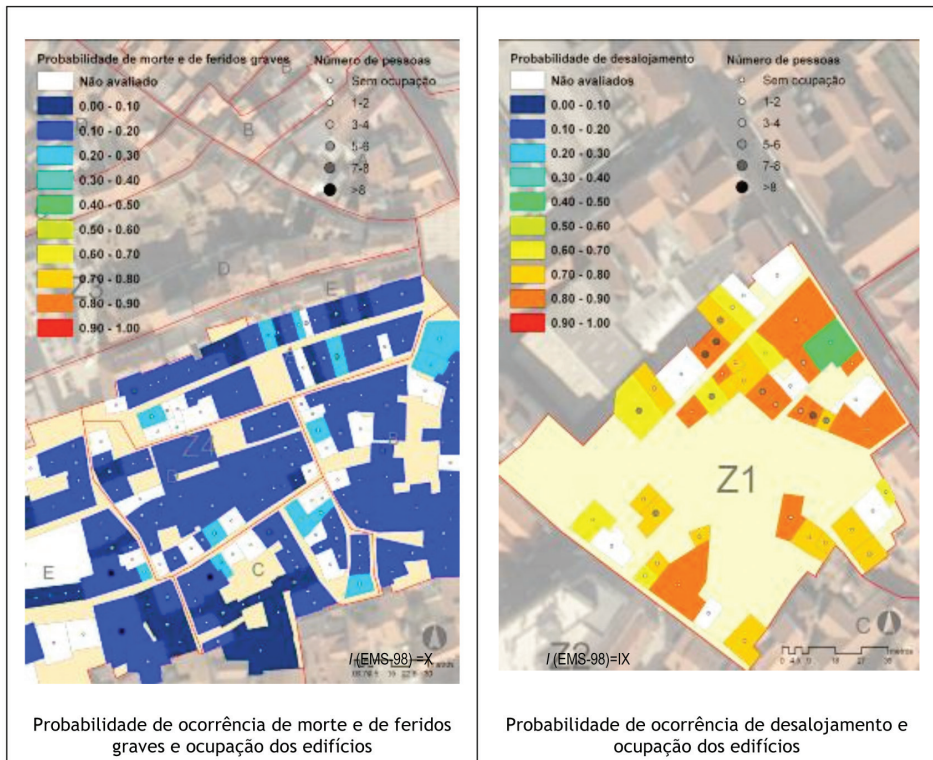 Probabilidade de morte e de feridos graves
Não avaliado
0.00 - 0.10
0.10 - 0.20
0.20 - 0.30
0.30 - 0.40
0.40 - 0.50
0.50 - 0.60
0.60 - 0.70
0.70 - 0.80
0.80 - 0.90
0.90 - 1.00
Número de pessoas
Sem ocupação
1-2
3-4
5-6
7-8
>8
B
B
D
E
Z4
B
D
E
C
I (EMS-98) =X
Probabilidade de ocorrência de morte e de feridos
graves e ocupação dos edifícios
Probabilidade de desalojamento
Não avaliados
0.00 - 0.10
0.10 - 0.20
0.20 - 0.30
0.30 - 0.40
0.40 - 0.50
0.50 - 0.60
0.60 - 0.70
0.70 - 0.80
0.80 - 0.90
0.90 - 1.00
Número de pessoas
Sem ocupação
1-2
3-4
5-6
7-8
>8
Z1
C
I (EMS-98)=IX
metros
Probabilidade de ocorrência de desalojamento e
ocupação dos edifícios